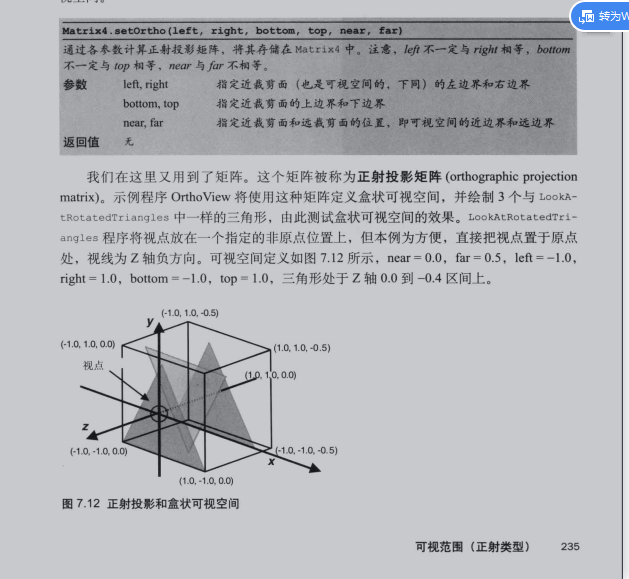 转为W
Matrix4.setOrtho(left, right, bottom, top, near, far)
通过各参数计算正射投影矩阵，将其存储在 Matrix4 中。注意，left 不一定与 right 相等，bottom
不一定与 top 相等，near 与 far 不相等。
参数 left, right 指定近裁剪面（也是可视空间的，下同）的左边界和右边界
bottom, top 指定近裁剪面的上边界和下边界
near, far 指定近裁剪面和远裁剪面的位置，即可视空间的近边界和远边界
返回值 无
我们在这里又用到了矩阵。这个矩阵被称为正射投影矩阵 (orthographic projection
matrix)。示例程序 OrthoView 将使用这种矩阵定义盒状可视空间，并绘制 3 个与 LookA-
tRotatedTriangles 中一样的三角形，由此测试盒状可视空间的效果。LookAtRotatedTri-
angles 程序将视点放在一个指定的非原点位置上，但本例为方便，直接把视点置于原点
处，视线为 Z 轴负方向。可视空间定义如图 7.12 所示，near = 0.0，far = 0.5，left = −1.0，
right = 1.0，bottom = −1.0，top = 1.0，三角形处于 Z 轴 0.0 到 −0.4 区间上。
(-1.0, 1.0, -0.5)
y
(-1.0, 1.0, 0.0)
(1.0, 1.0, -0.5)
视点
(1.0, 1.0, 0.0)
z
(-1.0, -1.0, 0.0)
(-1.0, -1.0, -0.5)
x
(1.0, -1.0, 0.0)
图 7.12 正射投影和盒状可视空间
可视范围（正射类型） 235